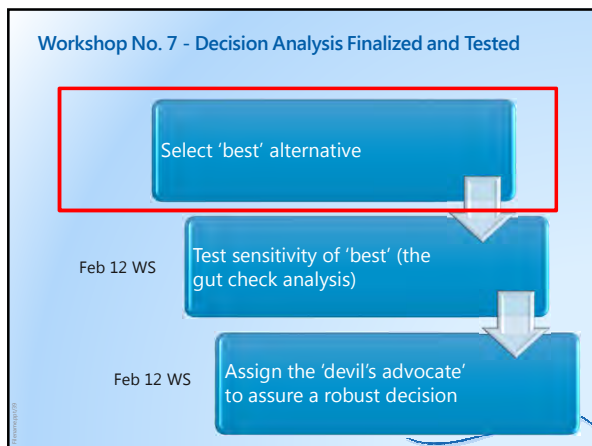 Workshop No. 7 - Decision Analysis Finalized and Tested
Select ‘best’ alternative
Feb 12 WS
Test sensitivity of ‘best’ (the
gut check analysis)
Feb 12 WS
Assign the ‘devil’s advocate’
to assure a robust decision